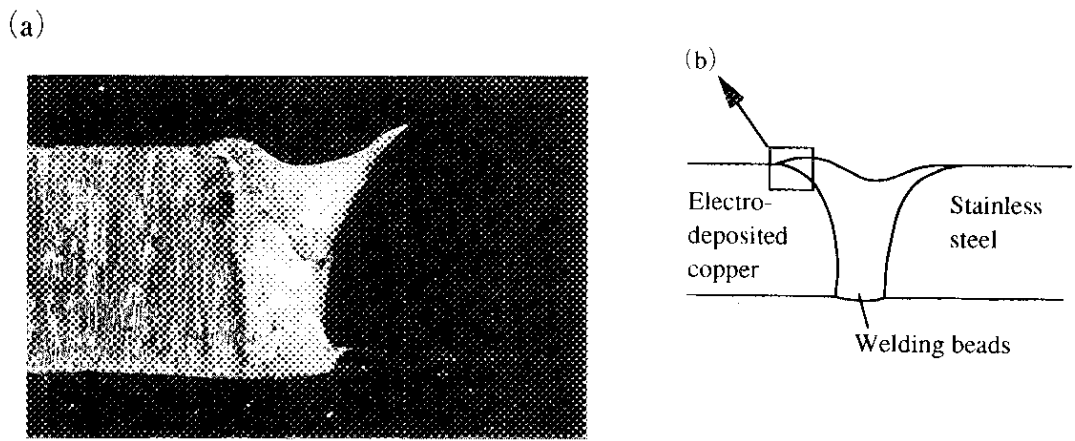 (a)
(b)
Electro-
deposited
copper
Stainless
steel
Welding beads